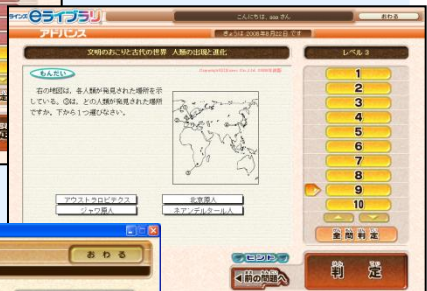 ラインズ eライブラリ
こんにちは、aaa さん
おわる
アドバンス
きょうは 2008年8月22日 です
文明のおこりと古代の世界 人類の出現と進化
レベル 3
もんだい
右の地図は、各人類が発見された場所を示
している。③は、どの人類が発見された場所
ですか。下から1つ選びなさい。
アウストラロピテクス
北京原人
ジャワ原人
ネアンデルタール人
1
2
3
4
5
6
7
8
9
10
全問判定
ヒント
前の問題へ
判定
おわる